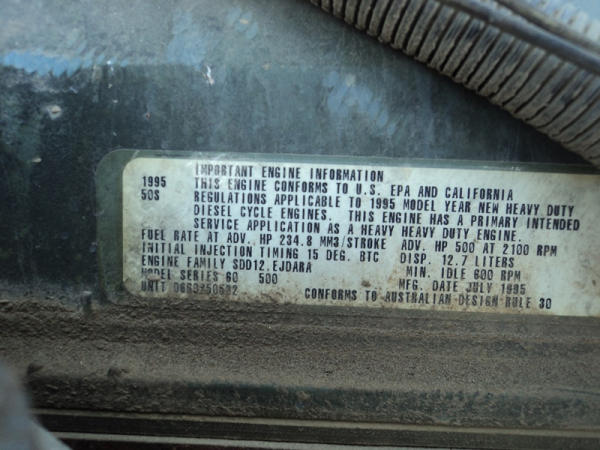 IMPORTANT ENGINE INFORMATION
1995 THIS ENGINE CONFORMS TO U.S. EPA AND CALIFORNIA
50S REGULATIONS APPLICABLE TO 1995 MODEL YEAR NEW HEAVY DUTY
DIESEL CYCLE ENGINES. THIS ENGINE HAS A PRIMARY INTENDED
SERVICE APPLICATION AS A HEAVY HEAVY DUTY ENGINE.
FUEL RATE AT ADV. HP 234.8 MM3/STROKE ADV. HP 500 AT 2100 RPM
INITIAL INJECTION TIMING 15 DEG. BTC DISP. 12.7 LITERS
ENGINE FAMILY SDD12.EJDARA MIN. IDLE 600 RPM
MODEL SERIES 60 500 MFG. DATE JULY 1995
UNIT CONFORMS TO AUSTRALIAN DESIGN RULE 30